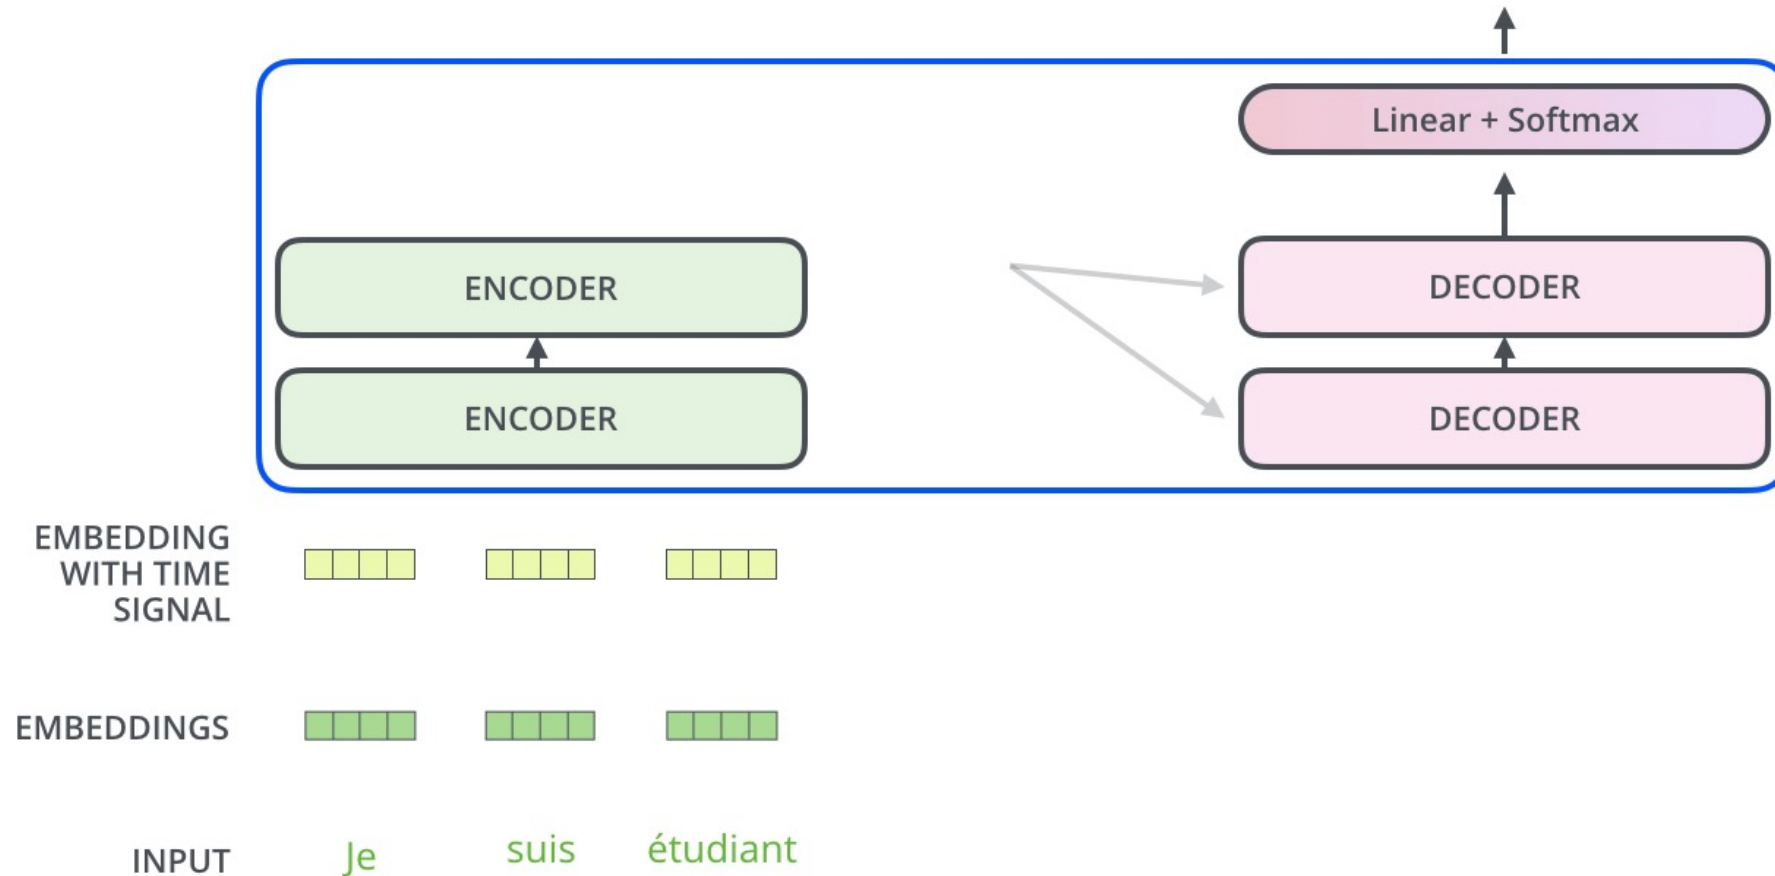 Linear + Softmax
ENCODER
DECODER
ENCODER
DECODER
EMBEDDING
WITH TIME
SIGNAL
EMBEDDINGS
INPUT Je suis étudiant